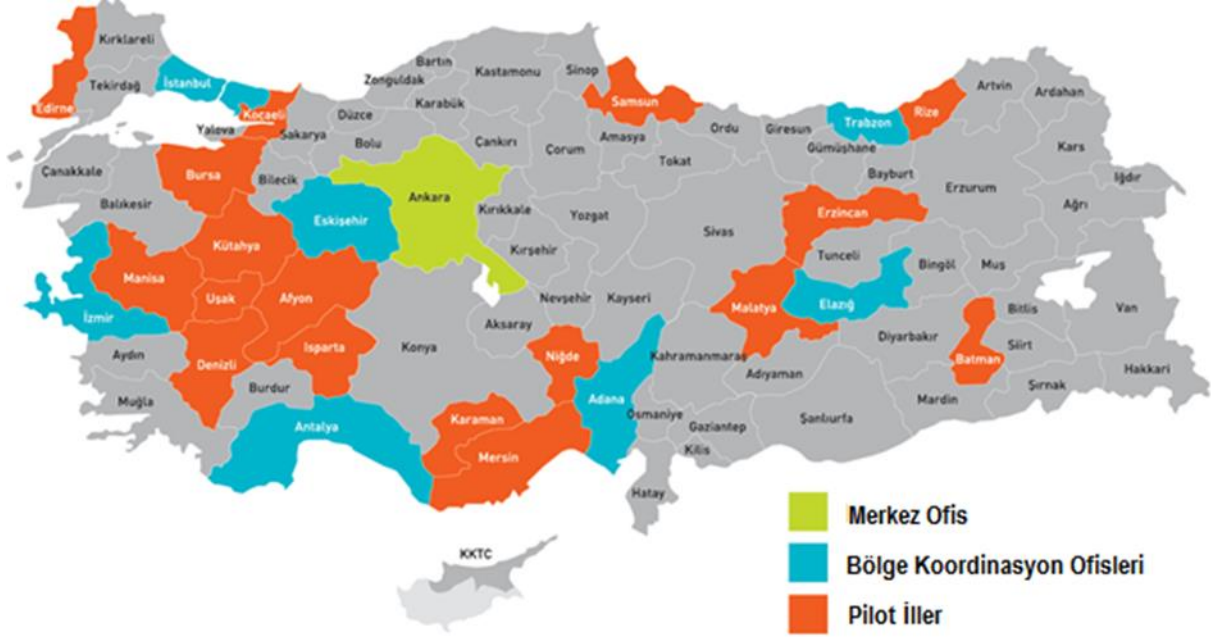 Kırklareli
Edirne
Tekirdağ
İstanbul
Kocaeli
Yalova
Sakarya
Düzce
Bolu
Zonguldak
Bartın
Karabük
Kastamonu
Sinop
Samsun
Çankırı
Çorum
Amasya
Tokat
Ordu
Giresun
Trabzon
Gümüşhane
Rize
Bayburt
Artvin
Ardahan
Kars
Iğdır
Ağrı
Erzurum
Erzincan
Çanakkale
Balıkesir
Bursa
Bilecik
Eskişehir
Ankara
Kırıkkale
Yozgat
Kırşehir
Sivas
Tunceli
Bingöl
Muş
Bitlis
Van
Kütahya
Manisa
Uşak
Afyon
İzmir
Aydın
Denizli
Isparta
Burdur
Muğla
Antalya
Konya
Aksaray
Nevşehir
Kayseri
Niğde
Karaman
Mersin
Adana
Osmaniye
Kahramanmaraş
Malatya
Elazığ
Adıyaman
Diyarbakır
Batman
Siirt
Şırnak
Hakkari
Mardin
Şanlıurfa
Gaziantep
Kilis
Hatay
KKTC
Merkez Ofis
Bölge Koordinasyon Ofisleri
Pilot İller